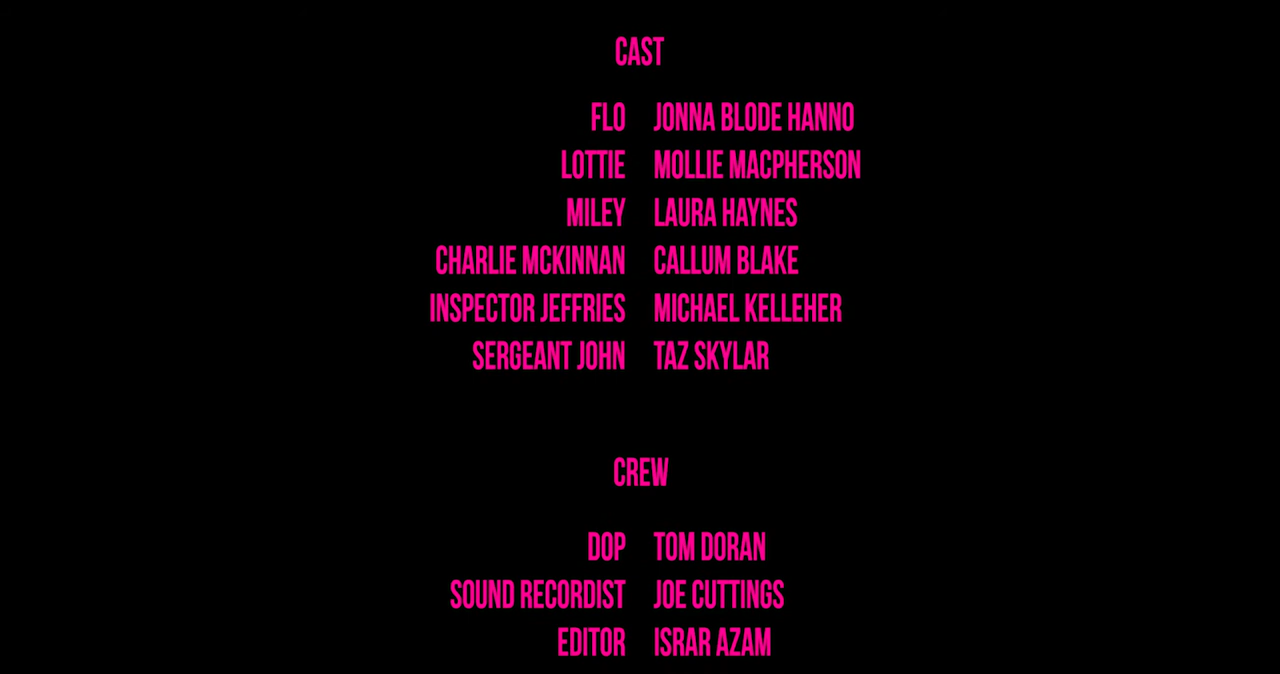 CAST
FLO JONNA BLODE HANNO
LOTTIE MOLLIE MACPHERSON
MILEY LAURA HAYNES
CHARLIE MCKINNAN CALLUM BLAKE
INSPECTOR JEFFRIES MICHAEL KELLEHER
SERGEANT JOHN TAZ SKYLAR
CREW
DOP TOM DORAN
SOUND RECORDIST JOE CUTTINGS
EDITOR ISRAR AZAM